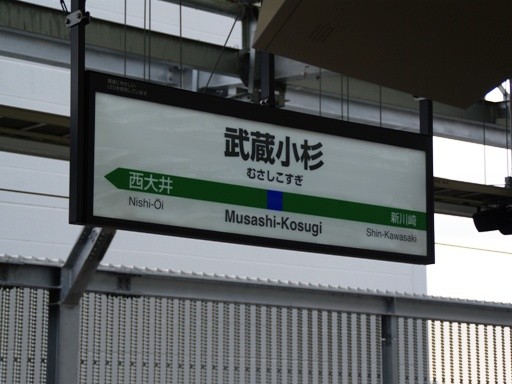 武蔵小杉
むさしこすぎ
西大井
新川崎
Nishi-Ōi
Musashi-Kosugi
Shin-Kawasaki